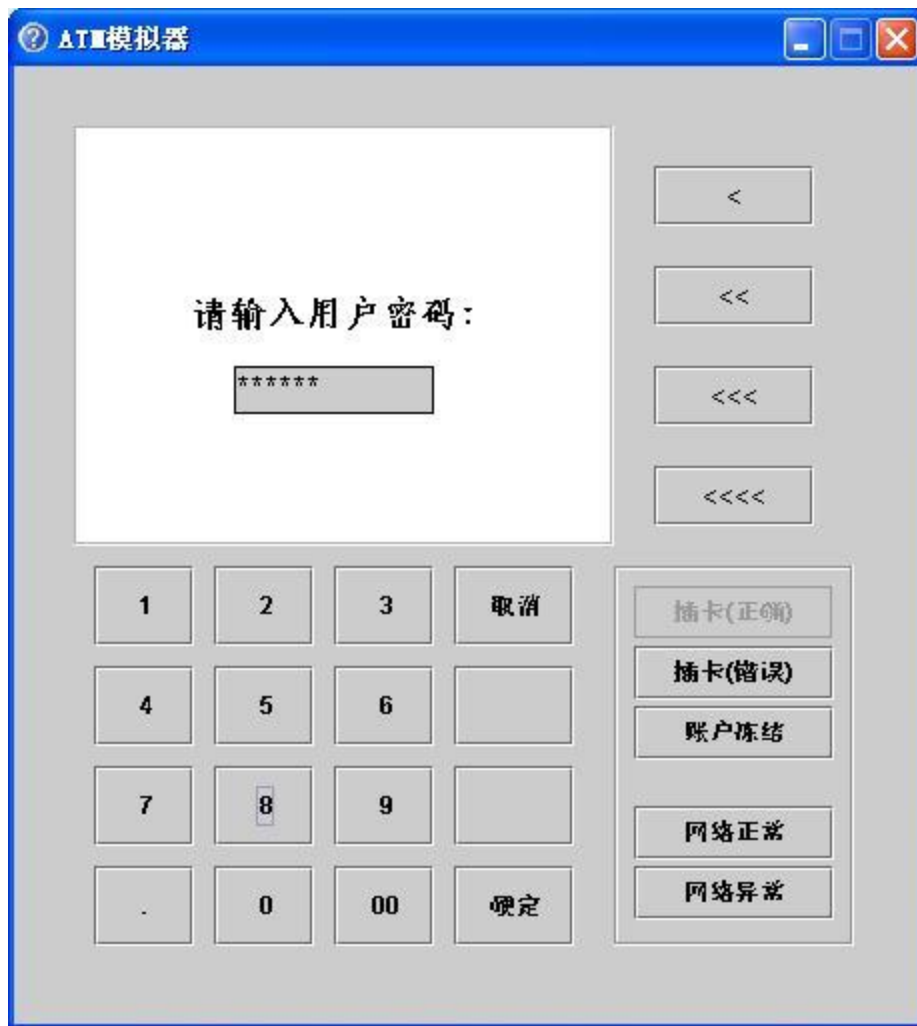 ATM模拟器
<
<<
请输入用户密码:
******
<<<
<<<<
1 2 3 取消
插卡(正确)
插卡(错误)
4 5 6
账户冻结
7 8 9
网络正常
网络异常
. 0 00 确定